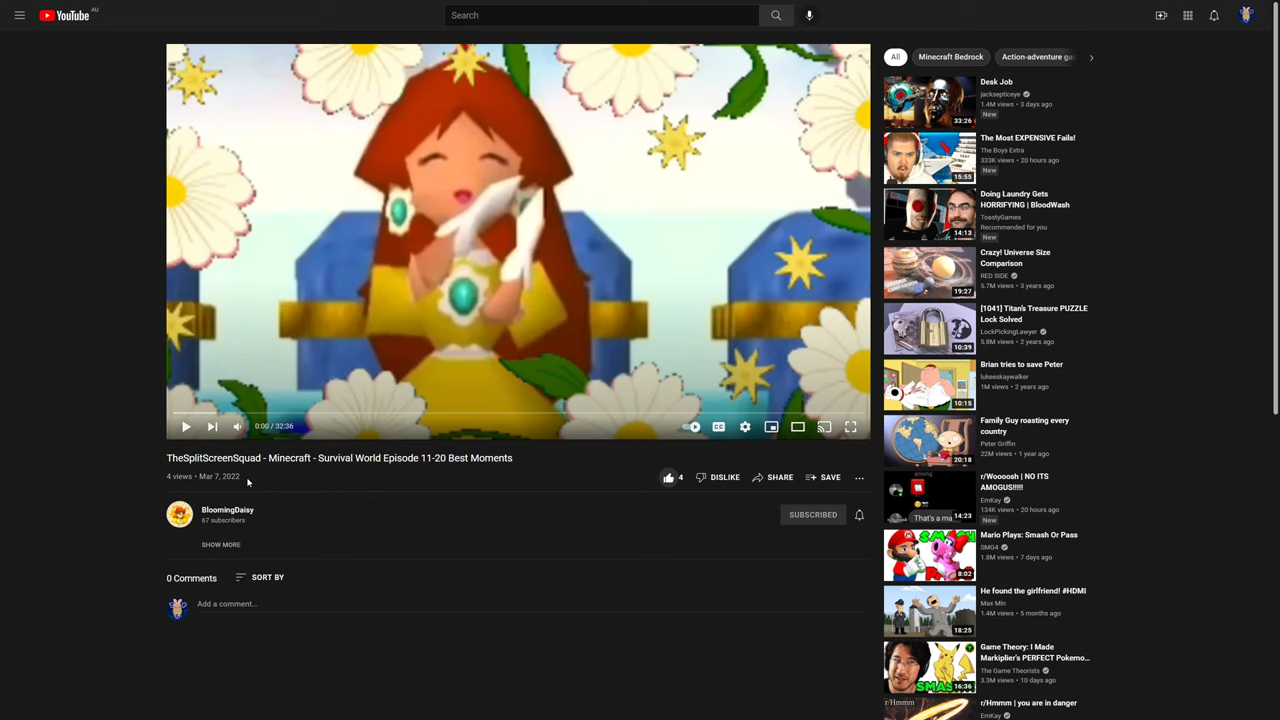 YouTube AU
Search
0:00 / 32:36
TheSplitScreenSquad - Minecraft - Survival World Episode 11-20 Best Moments
4 views • Mar 7, 2022
4 DISLIKE SHARE SAVE
BloomingDaisy
67 subscribers
SUBSCRIBED
SHOW MORE
0 Comments SORT BY
Add a comment...
All Minecraft Bedrock Action-adventure ga
33:26
Desk Job
jacksepticeye
1.4M views • 3 days ago
New
15:55
The Most EXPENSIVE Fails!
The Boys Extra
333K views • 20 hours ago
New
14:13
Doing Laundry Gets
HORRIFYING | BloodWash
ToastyGames
Recommended for you
New
19:27
Crazy! Universe Size
Comparison
RED SIDE
5.7M views • 3 years ago
10:39
[1041] Titan's Treasure PUZZLE
Lock Solved
LockPickingLawyer
5.8M views • 2 years ago
10:15
Brian tries to save Peter
lukeeskaywalker
1M views • 2 years ago
20:18
Family Guy roasting every
country
Peter Griffin
22M views • 1 year ago
among
That's a ma
14:23
r/Woooosh | NO ITS
AMOGUS!!!!!
EmKay
134K views • 20 hours ago
New
SMASH
8:02
Mario Plays: Smash Or Pass
SMG4
1.8M views • 7 days ago
18:25
He found the girlfriend! #HDMI
Max Min
1.4M views • 5 months ago
SMASH
16:36
Game Theory: I Made
Markiplier's PERFECT Pokemo...
The Game Theorists
3.3M views • 10 days ago
r/Hmmm
r/Hmmm | you are in danger
EmKay